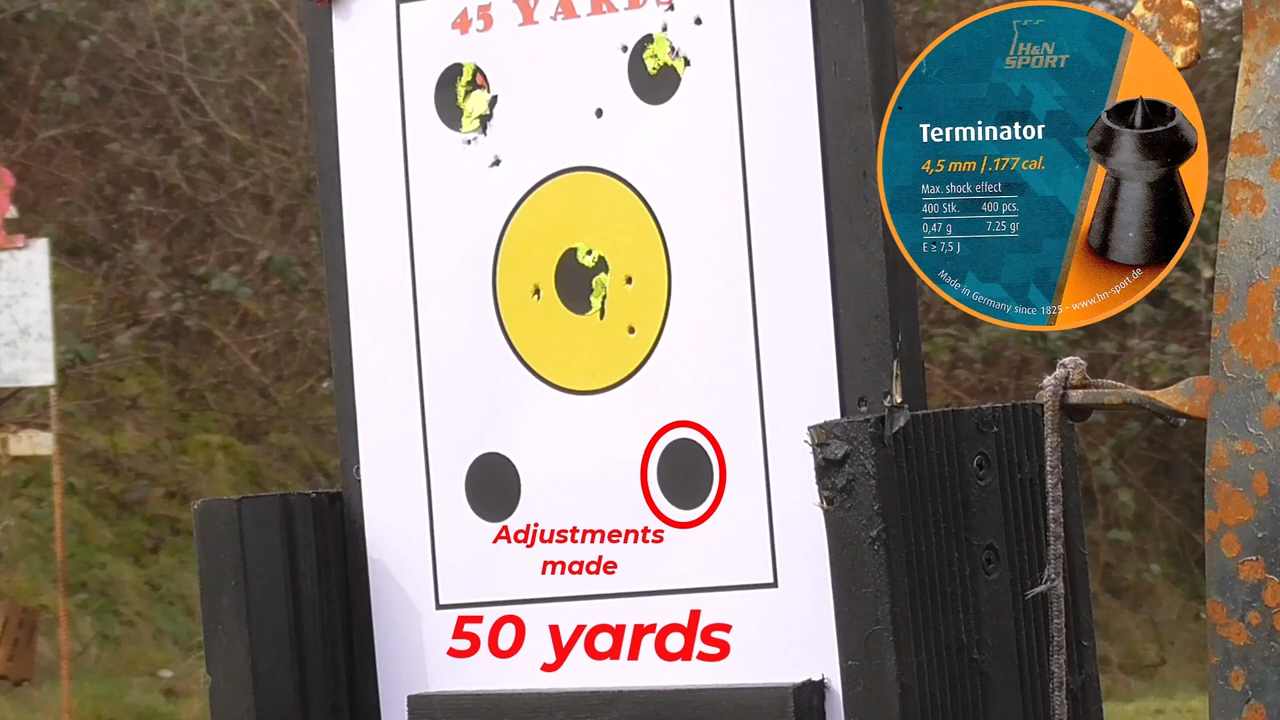 45 YARDS
H&N
SPORT
Terminator
4,5 mm | .177 cal.
Max. shock effect
400 Stk. 400 pcs.
0,47 g 7.25 gr
E ≥ 7,5 J
Made in Germany since 1825 • www.hn-sport.de
Adjustments
made
50 yards